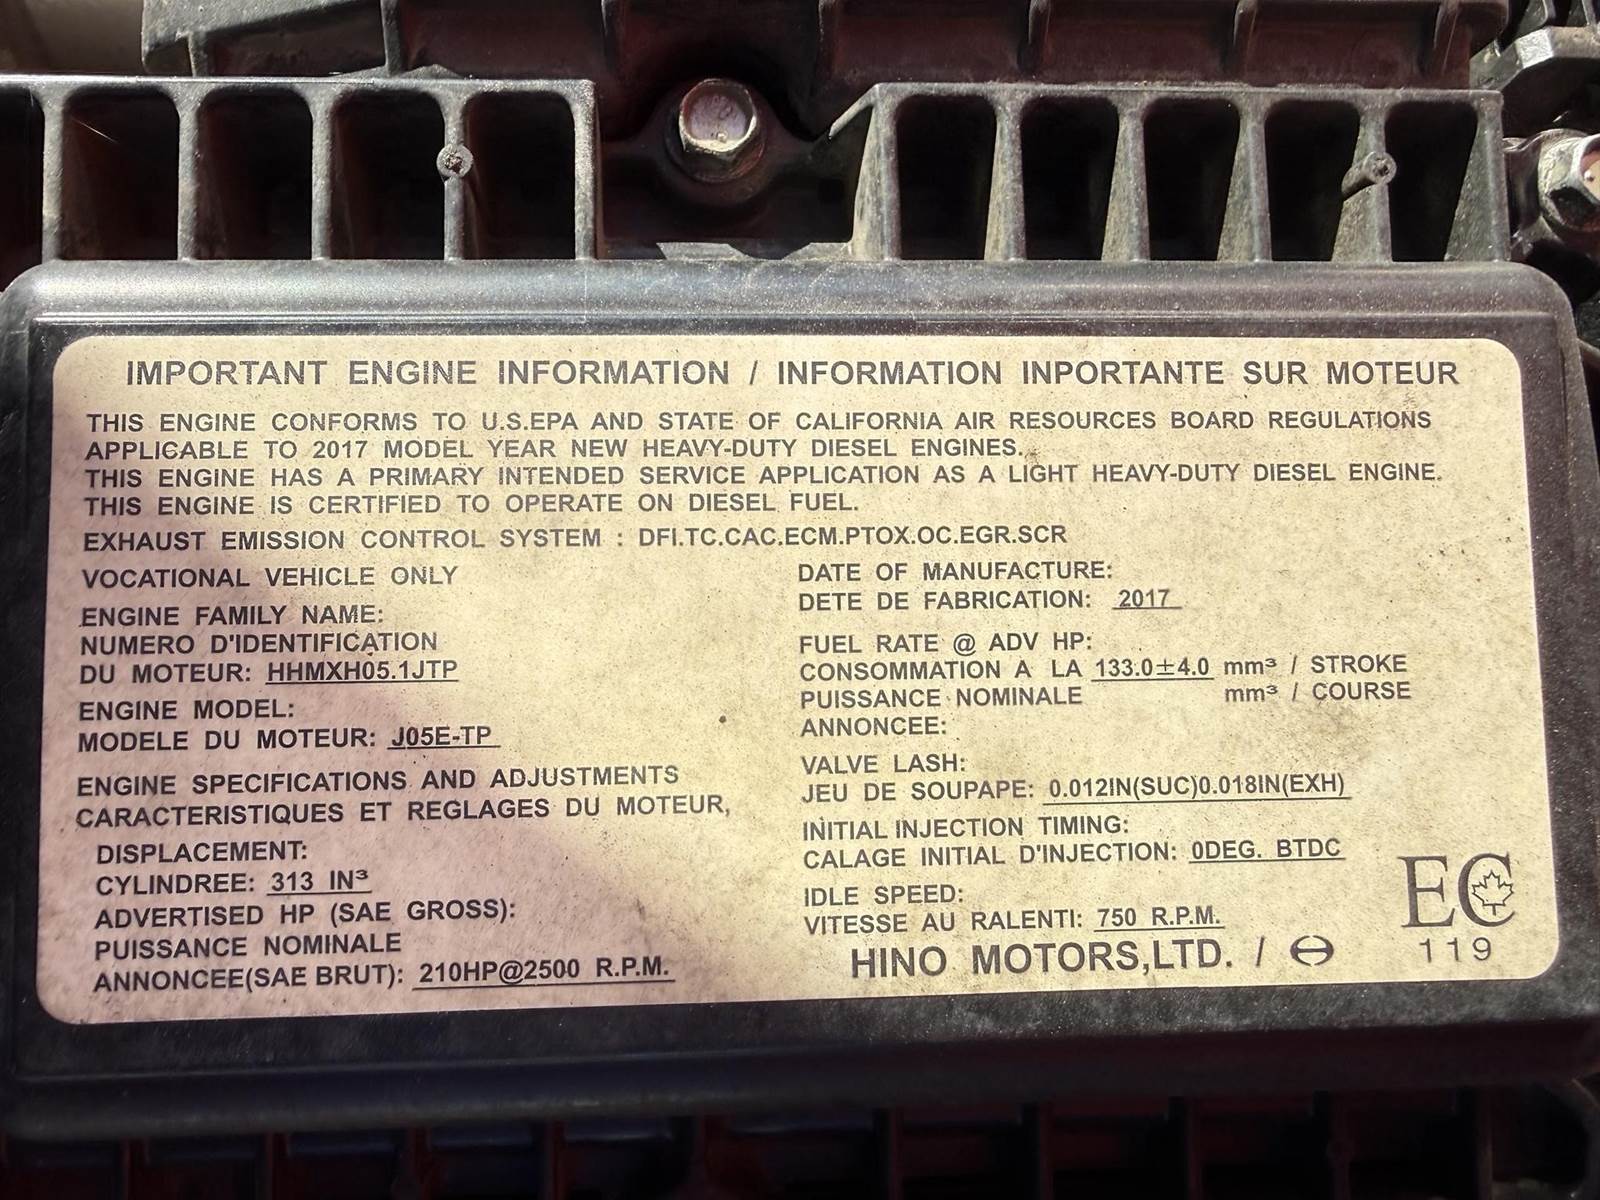 IMPORTANT ENGINE INFORMATION / INFORMATION INPORTANTE SUR MOTEUR
THIS ENGINE CONFORMS TO U.S.EPA AND STATE OF CALIFORNIA AIR RESOURCES BOARD REGULATIONS
APPLICABLE TO 2017 MODEL YEAR NEW HEAVY-DUTY DIESEL ENGINES.
THIS ENGINE HAS A PRIMARY INTENDED SERVICE APPLICATION AS A LIGHT HEAVY-DUTY DIESEL ENGINE.
THIS ENGINE IS CERTIFIED TO OPERATE ON DIESEL FUEL.
EXHAUST EMISSION CONTROL SYSTEM : DFI.TC.CAC.ECM.PTOX.OC.EGR.SCR
VOCATIONAL VEHICLE ONLY
ENGINE FAMILY NAME:
NUMERO D'IDENTIFICATION
DU MOTEUR: HHMXH05.1JTP
ENGINE MODEL:
MODELE DU MOTEUR: J05E-TP
ENGINE SPECIFICATIONS AND ADJUSTMENTS
CARACTERISTIQUES ET REGLAGES DU MOTEUR,
DISPLACEMENT:
CYLINDREE: 313 IN³
ADVERTISED HP (SAE GROSS):
PUISSANCE NOMINALE
ANNONCEE(SAE BRUT): 210HP@2500 R.P.M.
DATE OF MANUFACTURE:
DETE DE FABRICATION: 2017
FUEL RATE @ ADV HP:
CONSOMMATION A LA 133.0±4.0 mm³ / STROKE
PUISSANCE NOMINALE mm³ / COURSE
ANNONCEE:
VALVE LASH:
JEU DE SOUPAPE: 0.012IN(SUC)0.018IN(EXH)
INITIAL INJECTION TIMING:
CALAGE INITIAL D'INJECTION: 0DEG. BTDC
IDLE SPEED:
VITESSE AU RALENTI: 750 R.P.M.
HINO MOTORS,LTD. /
EC
119